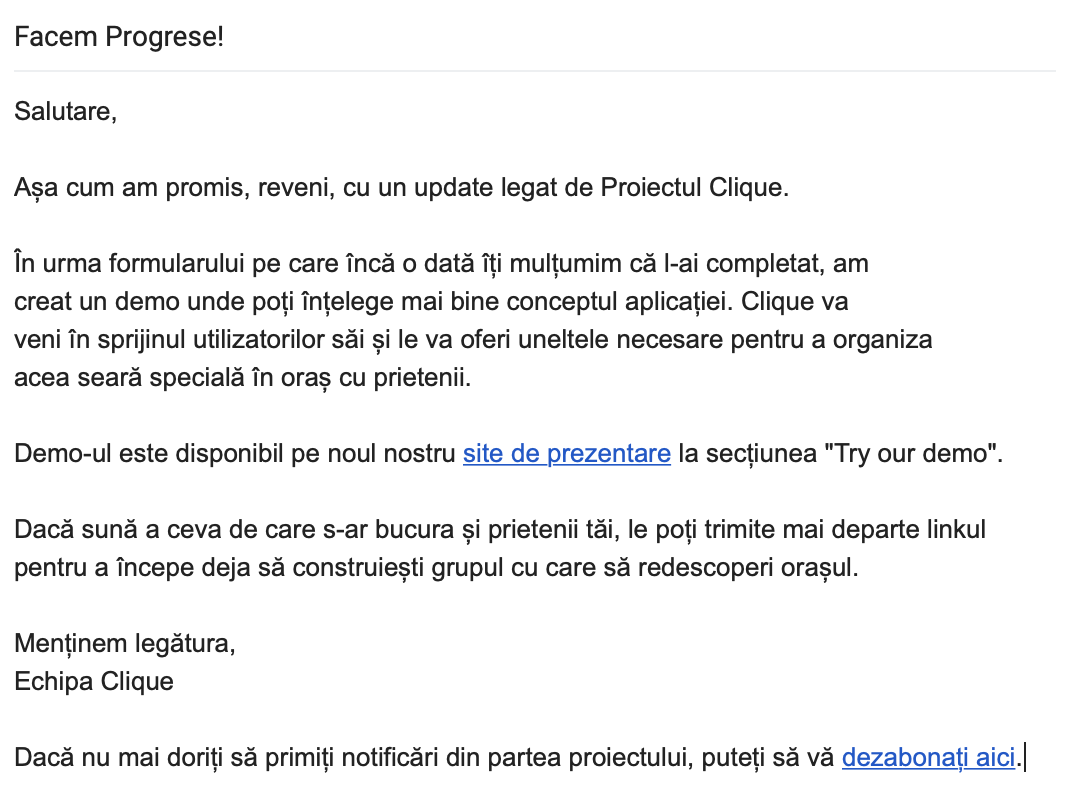 Facem Progrese!
Salutare,
Așa cum am promis, reveni, cu un update legat de Proiectul Clique.
În urma formularului pe care încă o dată îți mulțumim că l-ai completat, am
creat un demo unde poți înțelege mai bine conceptul aplicației. Clique va
veni în sprijinul utilizatorilor săi și le va oferi uneltele necesare pentru a organiza
acea seară specială în oraș cu prietenii.
Demo-ul este disponibil pe noul nostru site de prezentare la secțiunea "Try our demo".
Dacă sună a ceva de care s-ar bucura și prietenii tăi, le poți trimite mai departe linkul
pentru a începe deja să construiești grupul cu care să redescoperi orașul.
Menținem legătura,
Echipa Clique
Dacă nu mai doriți să primiți notificări din partea proiectului, puteți să vă dezabonați aici.